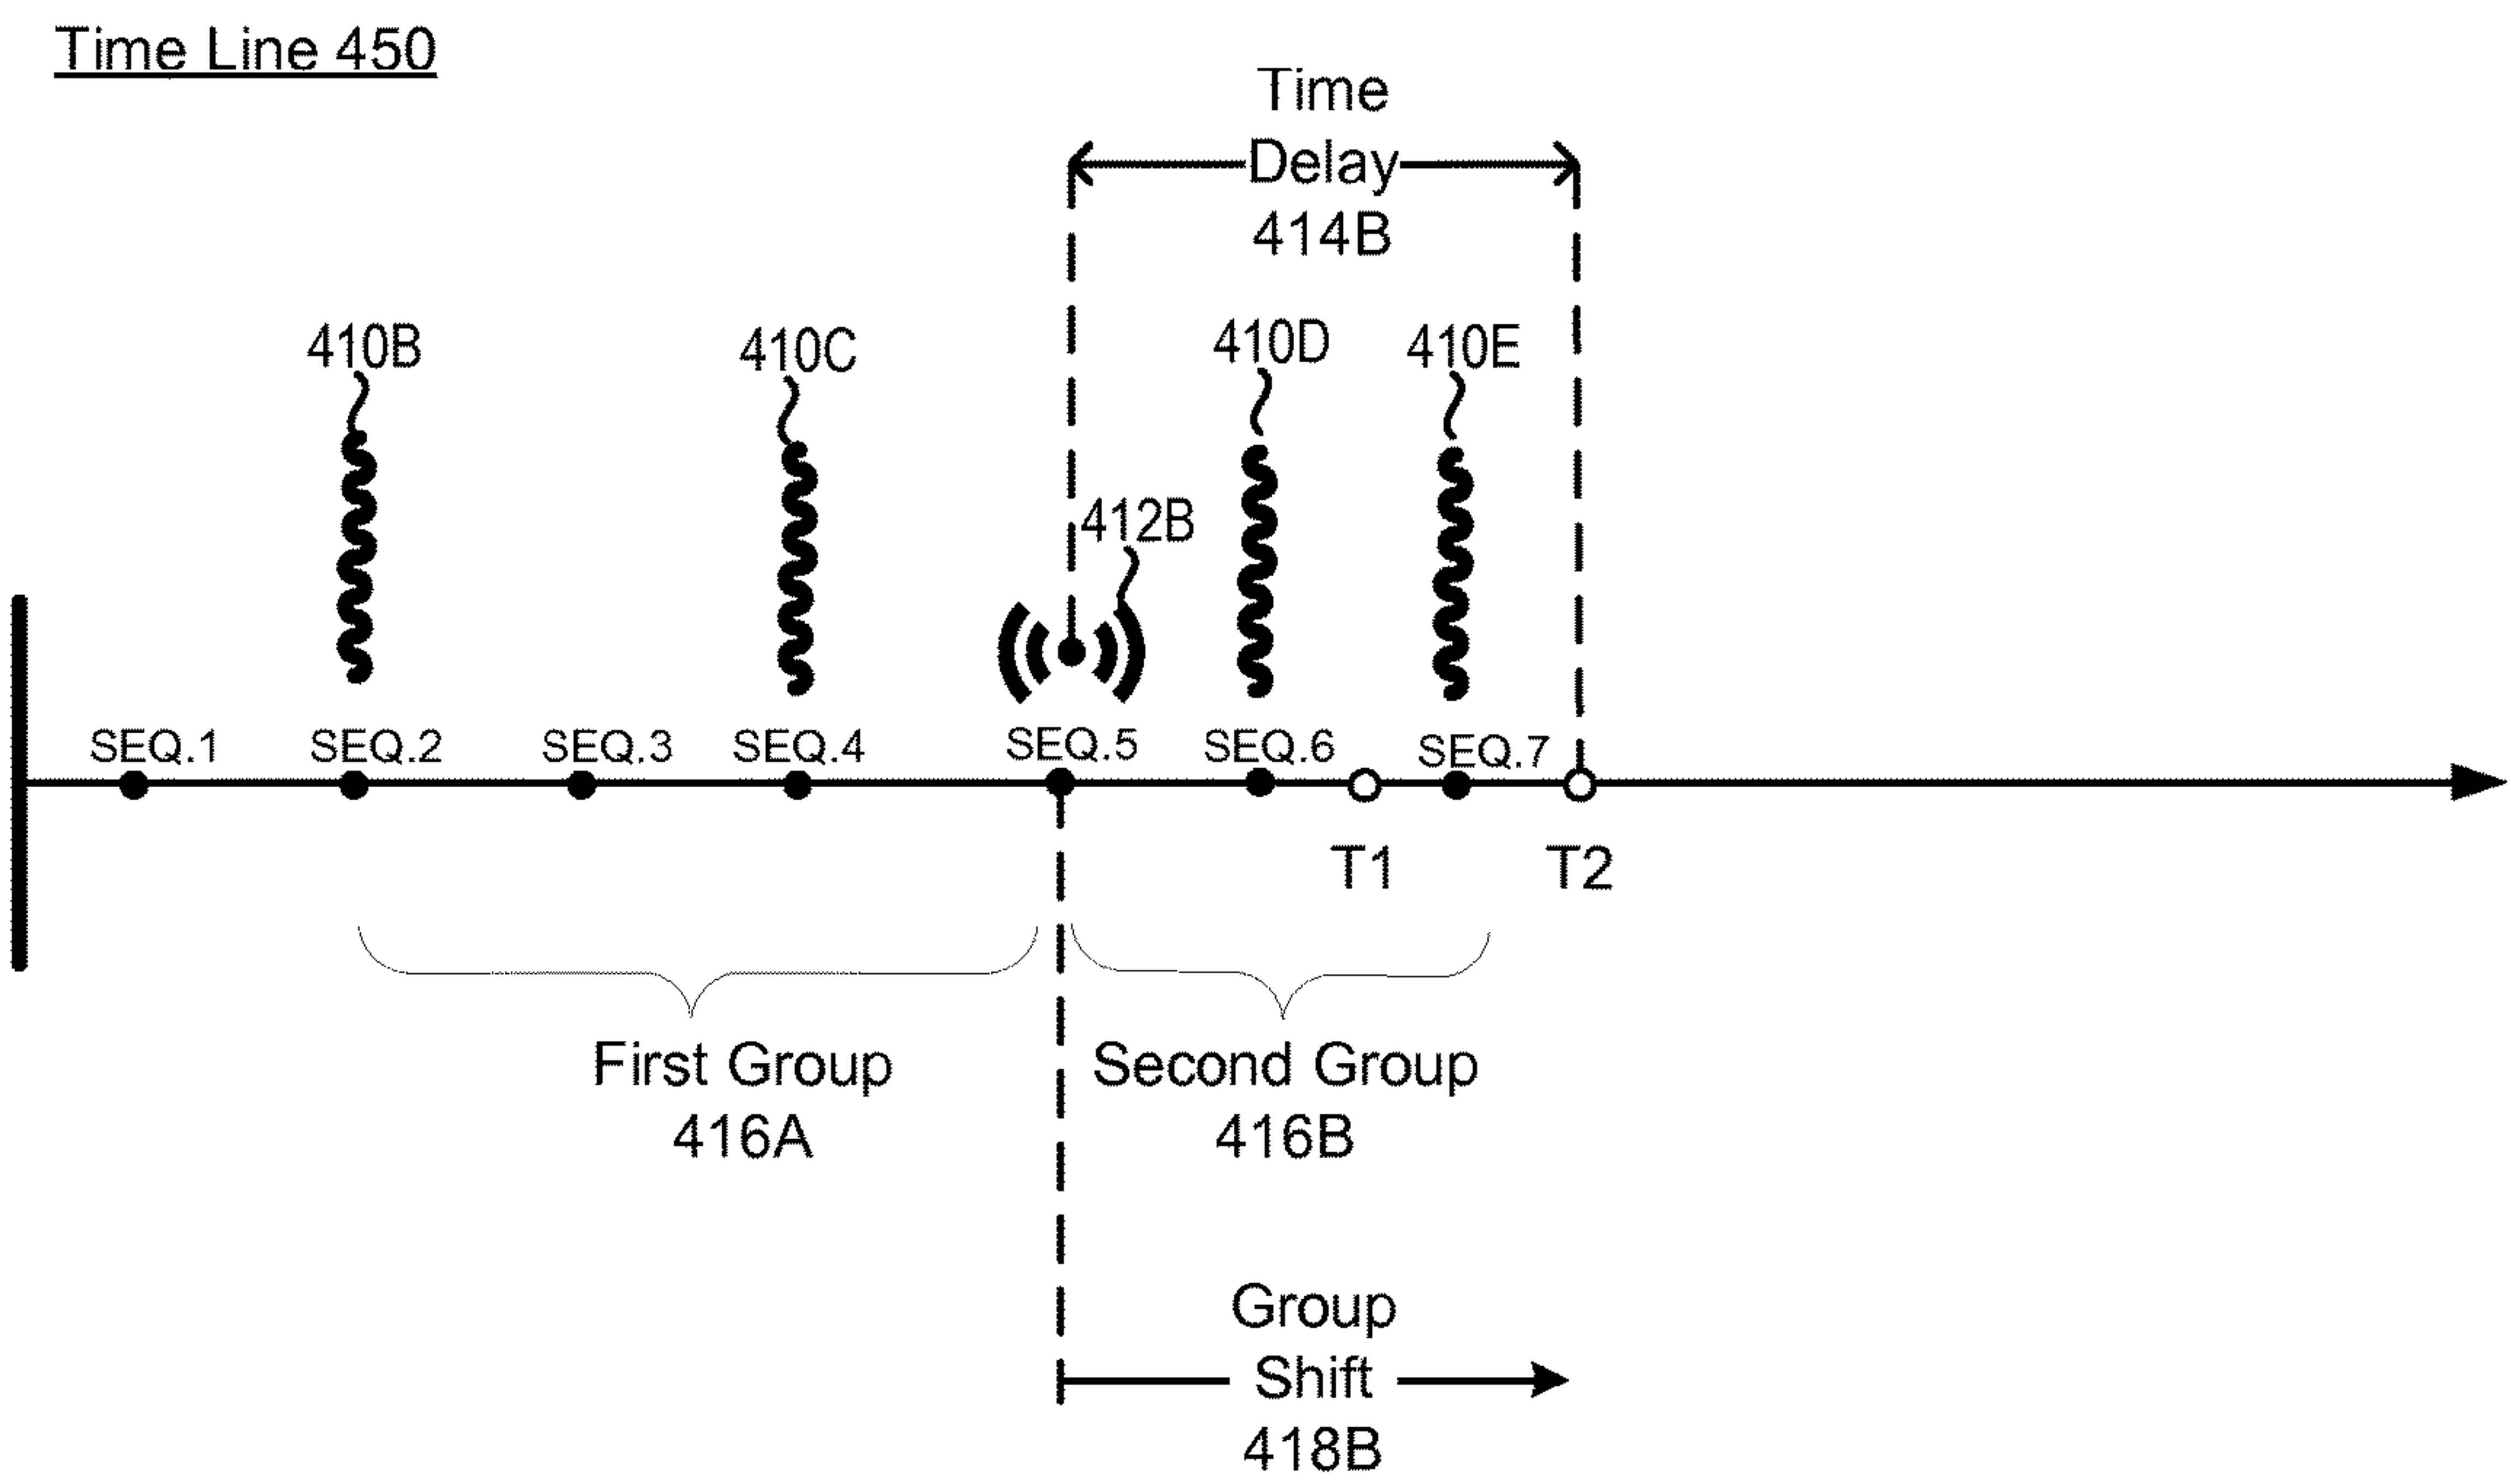 Time Line 450
Time
Delay
414B
410B
410C
410D
410E
412B
SEQ.1
SEQ.2
SEQ.3
SEQ.4
SEQ.5
SEQ.6
SEQ.7
T1
T2
First Group
416A
Second Group
416B
Group
Shift
418B